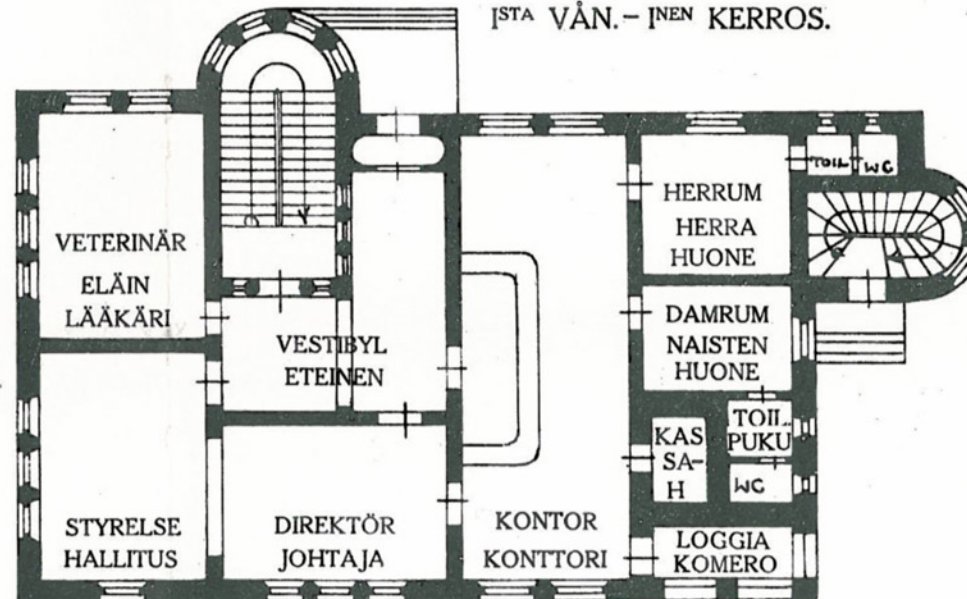 ISTA VÅN. – INEN KERROS.
VETERINÄR
ELÄIN
LÄÄKÄRI
VESTIBYL
ETEINEN
HERRUM
HERRA
HUONE
TOIL
WC
DAMRUM
NAISTEN
HUONE
TOIL.
PUKU
WC
KAS
SA-
H
STYRELSE
HALLITUS
DIREKTÖR
JOHTAJA
KONTOR
KONTTORI
LOGGIA
KOMERO